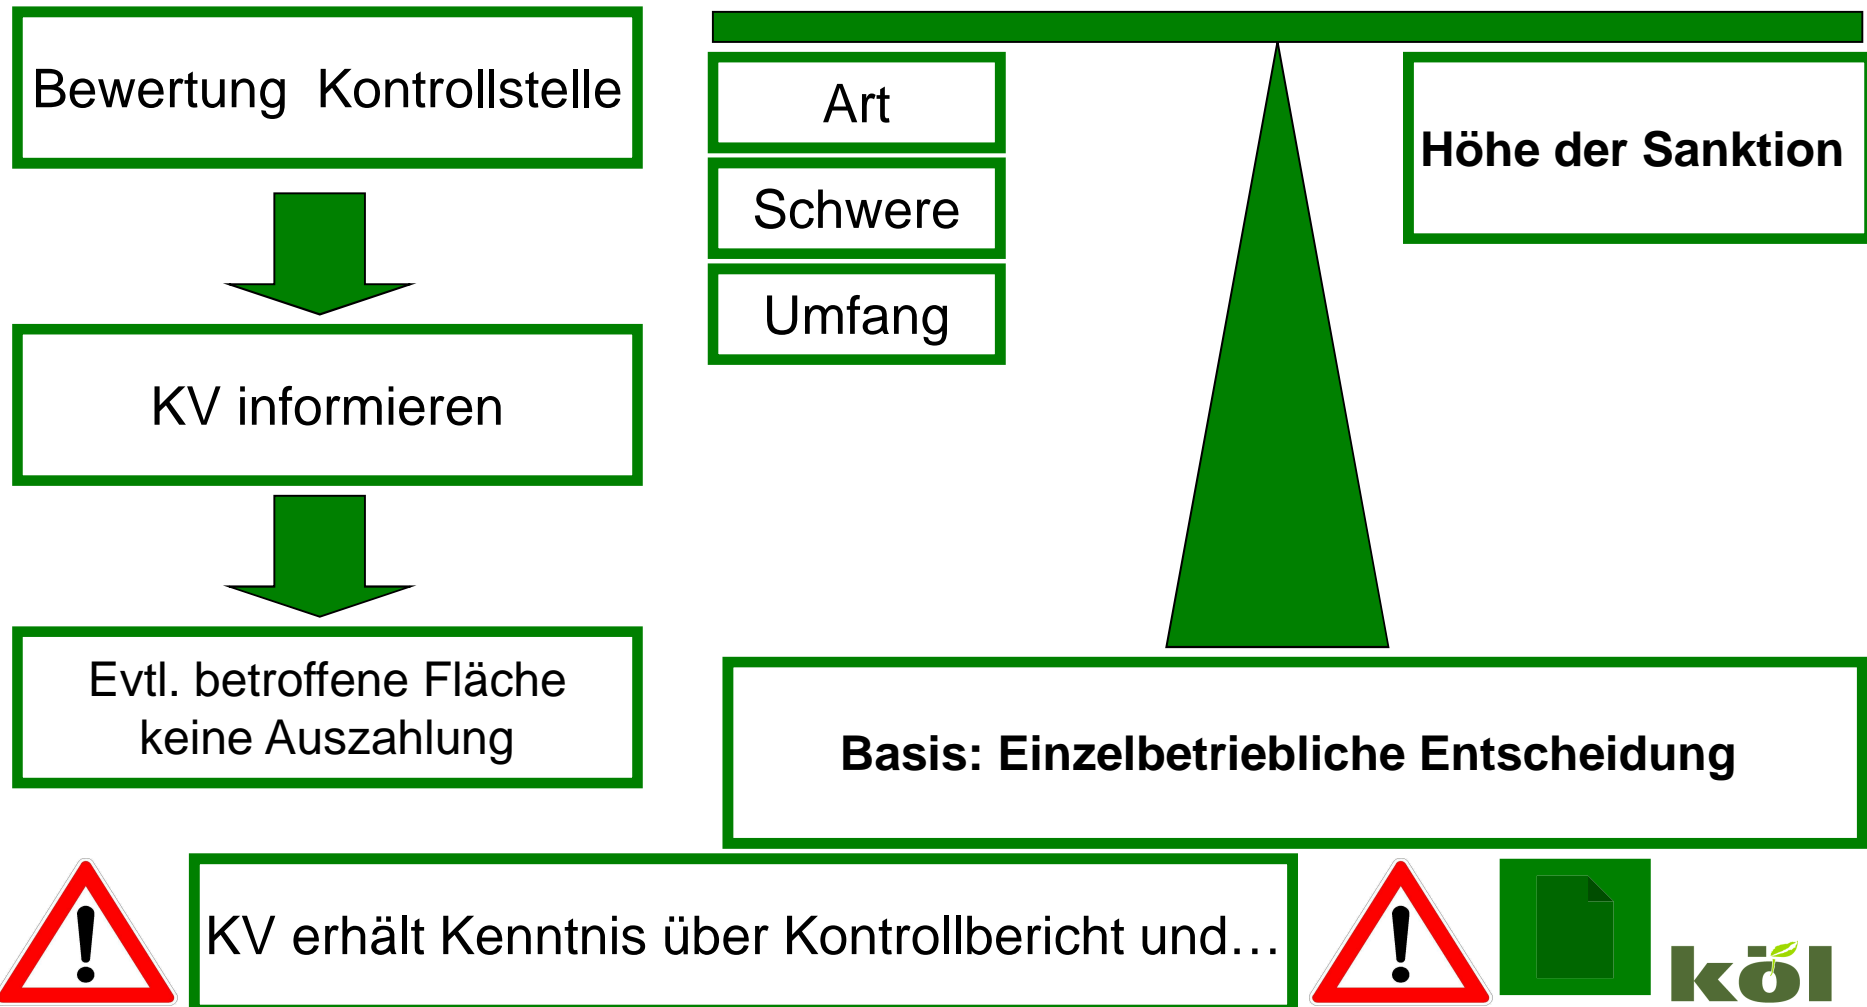 Bewertung Kontrollstelle
KV informieren
Evtl. betroffene Fläche
keine Auszahlung
Art
Schwere
Umfang
Höhe der Sanktion
Basis: Einzelbetriebliche Entscheidung
KV erhält Kenntnis über Kontrollbericht und…
köl